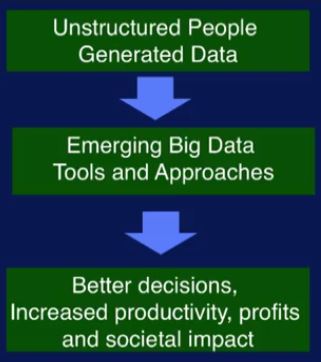 Unstructured People
Generated Data
Emerging Big Data
Tools and Approaches
Better decisions,
Increased productivity, profits
and societal impact